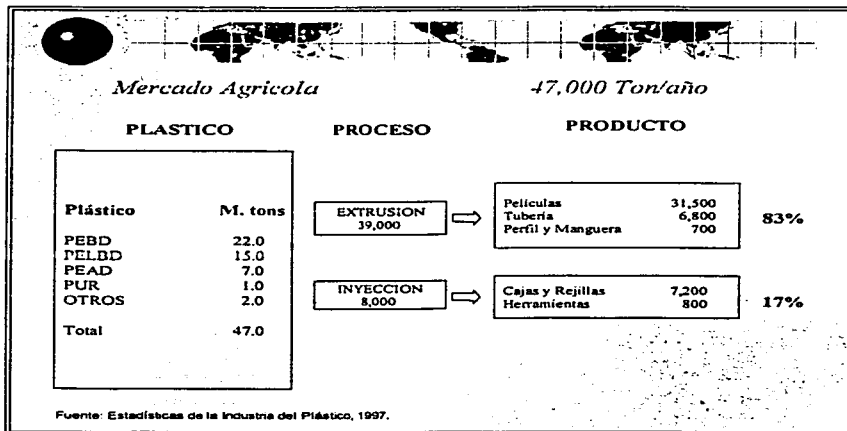 Mercado Agricola 47,000 Ton/año
PLASTICO PROCESO PRODUCTO
Plástico M. tons
PEBD 22.0
PELBD 15.0
PEAD 7.0
PUR 1.0
OTROS 2.0
Total 47.0
EXTRUSION
39,000
Películas 31,500
Tubería 6,800
Perfil y Manguera 700
83%
INYECCION
8,000
Cajas y Rejillas 7,200
Herramientas 800
17%
Fuente: Estadísticas de la Industria del Plástico, 1997.